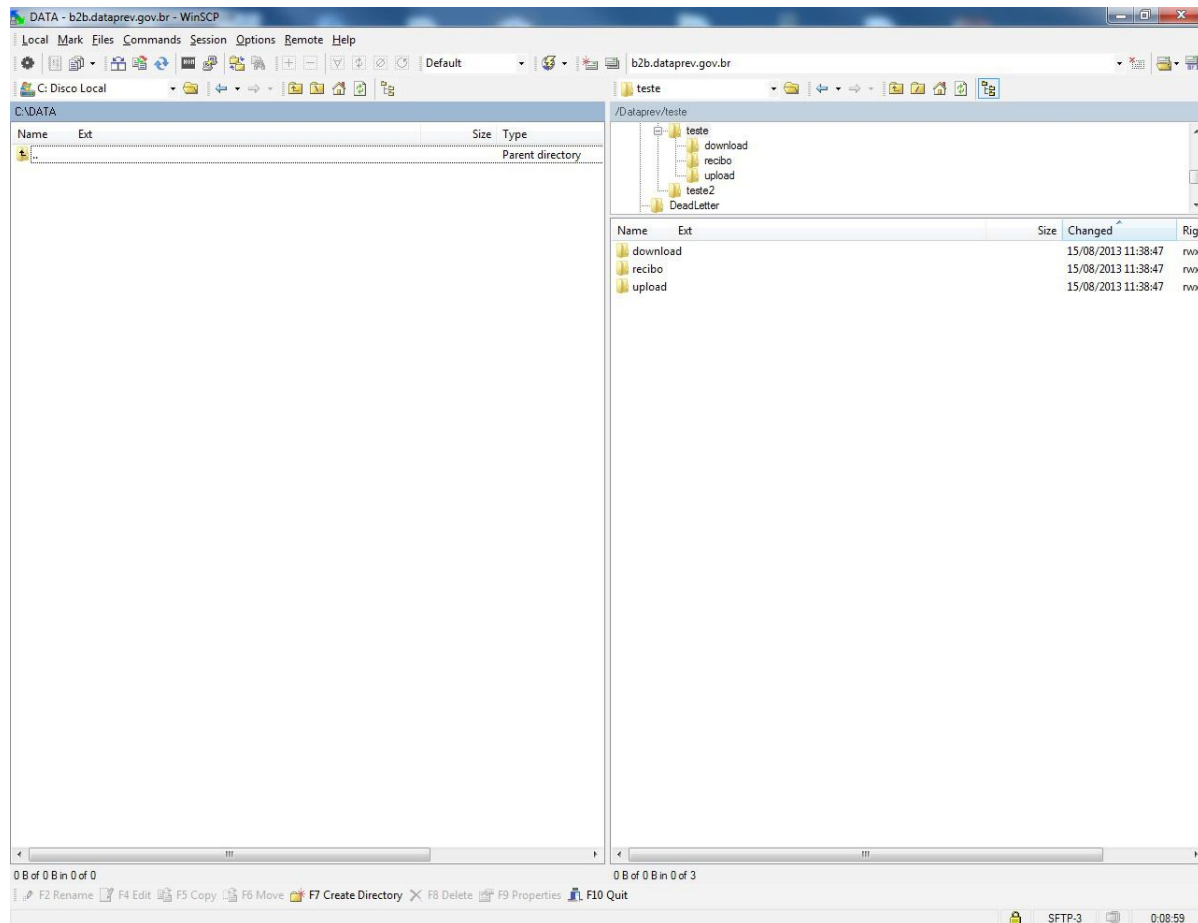 DATA - b2b.dataprev.gov.br - WinSCP
Local Mark Files Commands Session Options Remote Help
Default
b2b.dataprev.gov.br
C: Disco Local
teste
C:\DATA
/Dataprev/teste
Name Ext Size Type
.. Parent directory
teste
download
recibo
upload
teste2
DeadLetter
Name Ext Size Changed Rig
download 15/08/2013 11:38:47 rwx
recibo 15/08/2013 11:38:47 rwx
upload 15/08/2013 11:38:47 rwx
0 B of 0 B in 0 of 0
0 B of 0 B in 0 of 3
F2 Rename F4 Edit F5 Copy F6 Move F7 Create Directory F8 Delete F9 Properties F10 Quit
SFTP-3 0:08:59